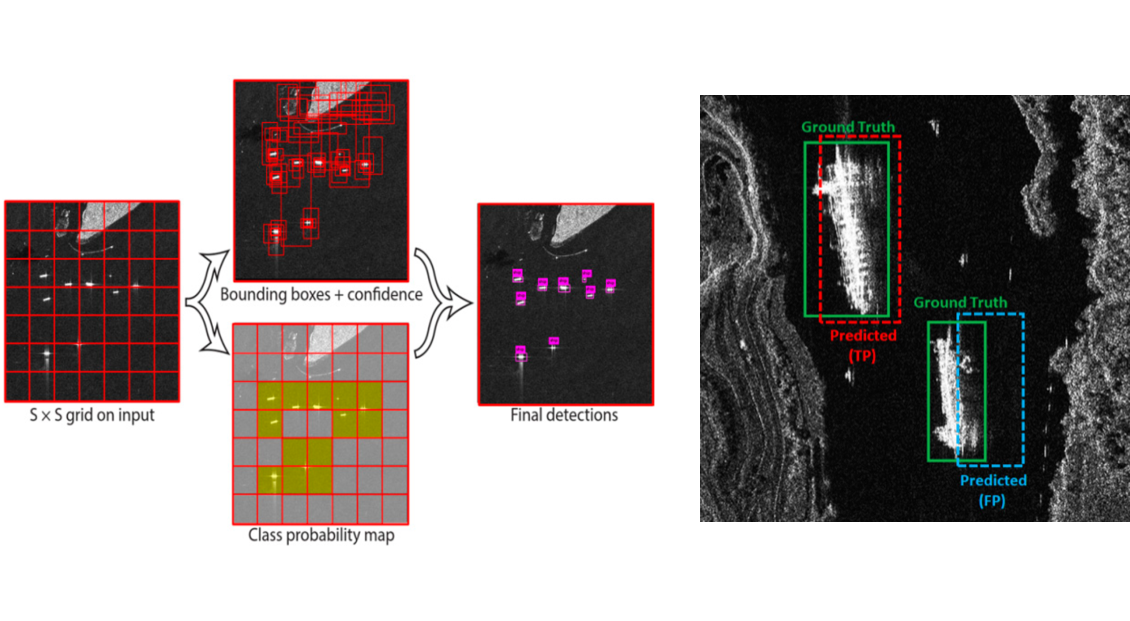 Bounding boxes + confidence
S × S grid on input
Final detections
Class probability map
Ground Truth
Predicted
(TP)
Ground Truth
Predicted
(FP)